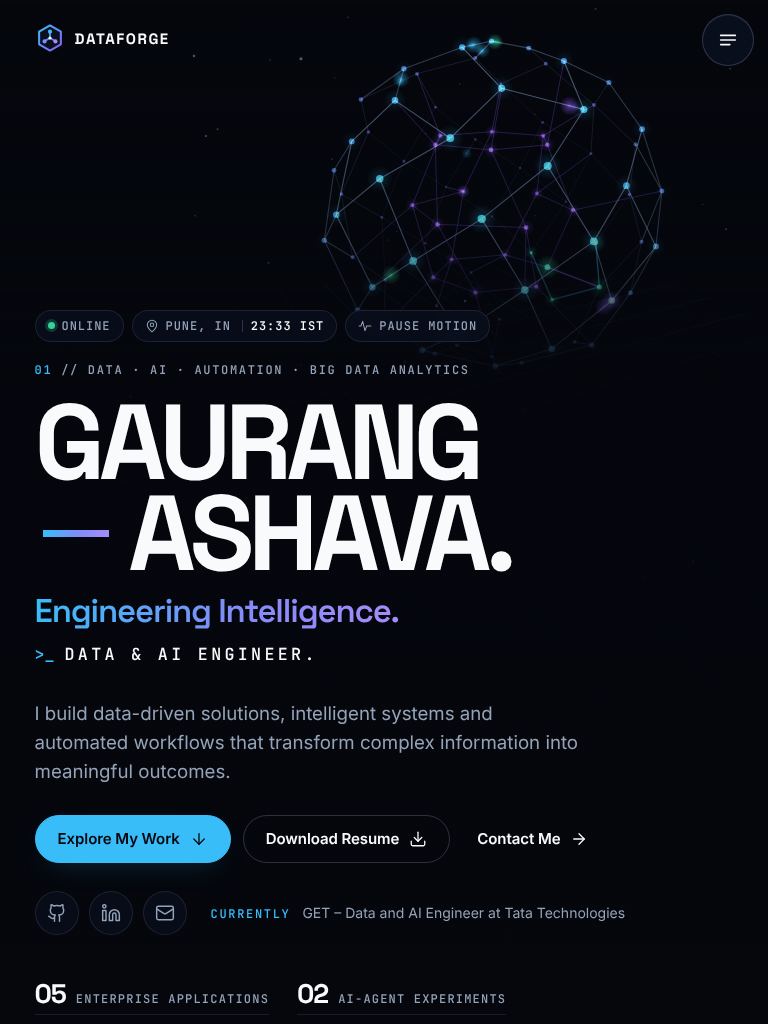 DATAFORGE
ONLINE
PUNE, IN | 23:33 IST
PAUSE MOTION
01 // DATA · AI · AUTOMATION · BIG DATA ANALYTICS
GAURANG
ASHAVA.
Engineering Intelligence.
>_ DATA & AI ENGINEER.
I build data-driven solutions, intelligent systems and
automated workflows that transform complex information into
meaningful outcomes.
Explore My Work ↓
Download Resume
Contact Me →
CURRENTLY GET – Data and AI Engineer at Tata Technologies
05 ENTERPRISE APPLICATIONS
02 AI-AGENT EXPERIMENTS